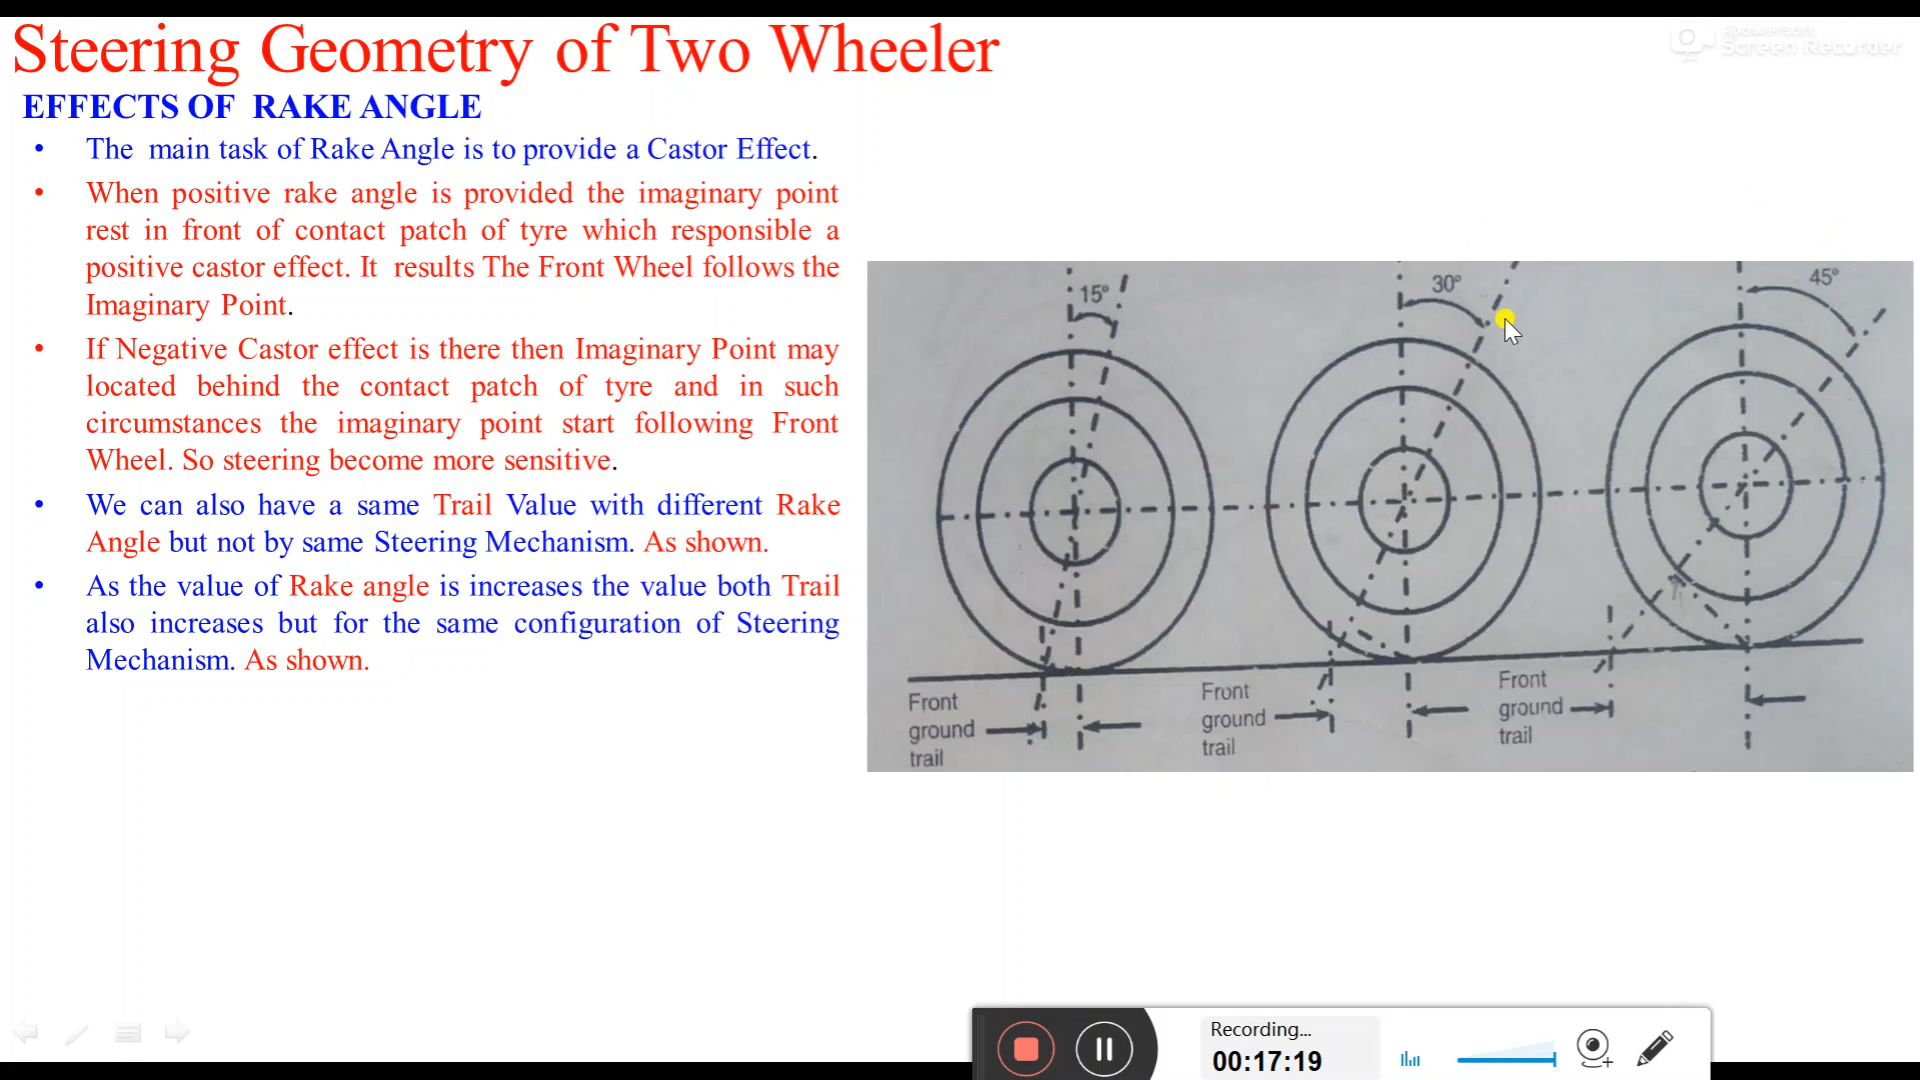 Steering Geometry of Two Wheeler
Apowersoft
Screen Recorder
EFFECTS OF RAKE ANGLE
• The main task of Rake Angle is to provide a Castor Effect.
• When positive rake angle is provided the imaginary point
rest in front of contact patch of tyre which responsible a
positive castor effect. It results The Front Wheel follows the
Imaginary Point.
• If Negative Castor effect is there then Imaginary Point may
located behind the contact patch of tyre and in such
circumstances the imaginary point start following Front
Wheel. So steering become more sensitive.
• We can also have a same Trail Value with different Rake
Angle but not by same Steering Mechanism. As shown.
• As the value of Rake angle is increases the value both Trail
also increases but for the same configuration of Steering
Mechanism. As shown.
15°
30°
45°
Front
ground
trail
Front
ground
trail
Front
ground
trail
Recording...
00:17:19